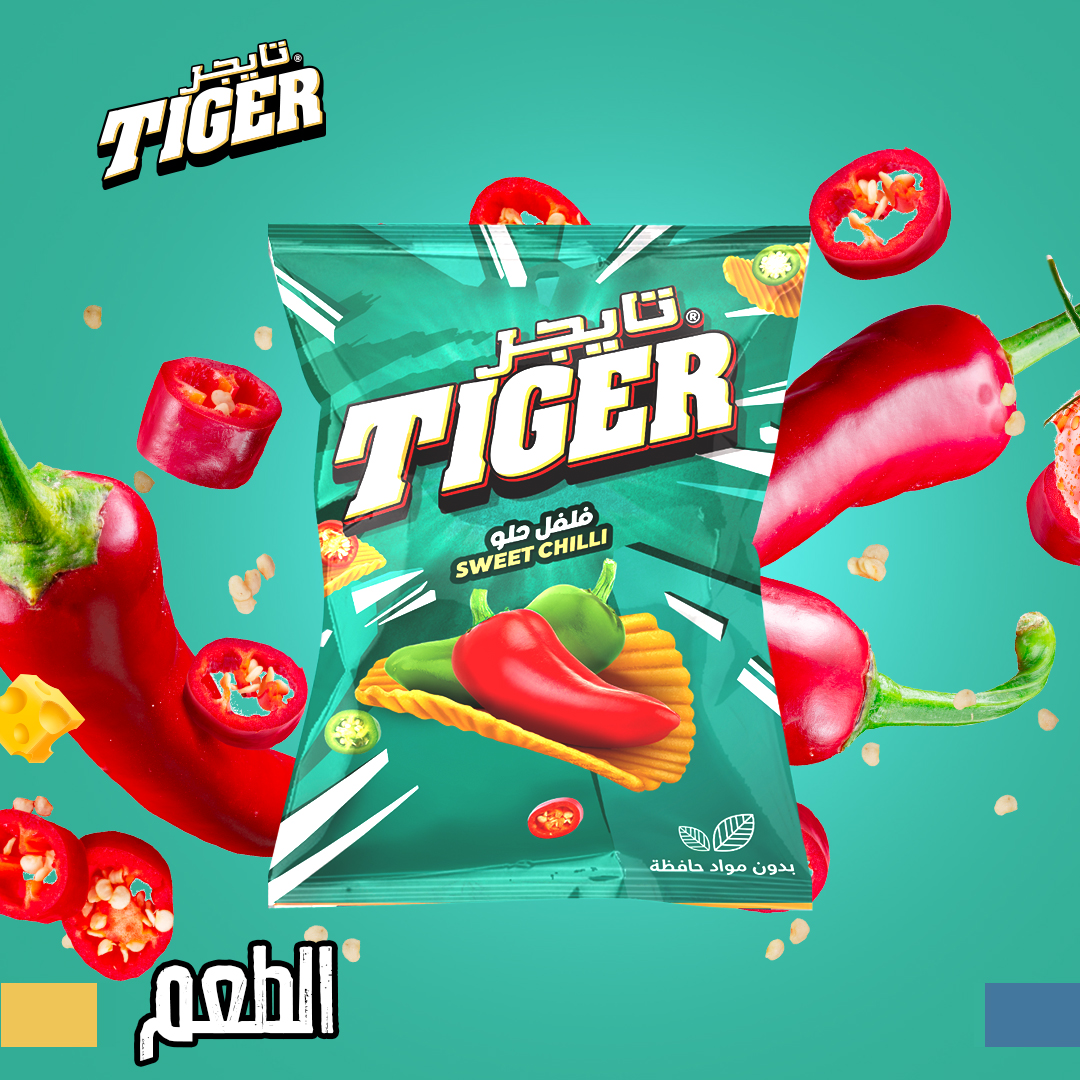 تايجر®
TIGER
تايجر®
TIGER
فلفل حلو
SWEET CHILLI
بدون مواد حافظة
الطعم